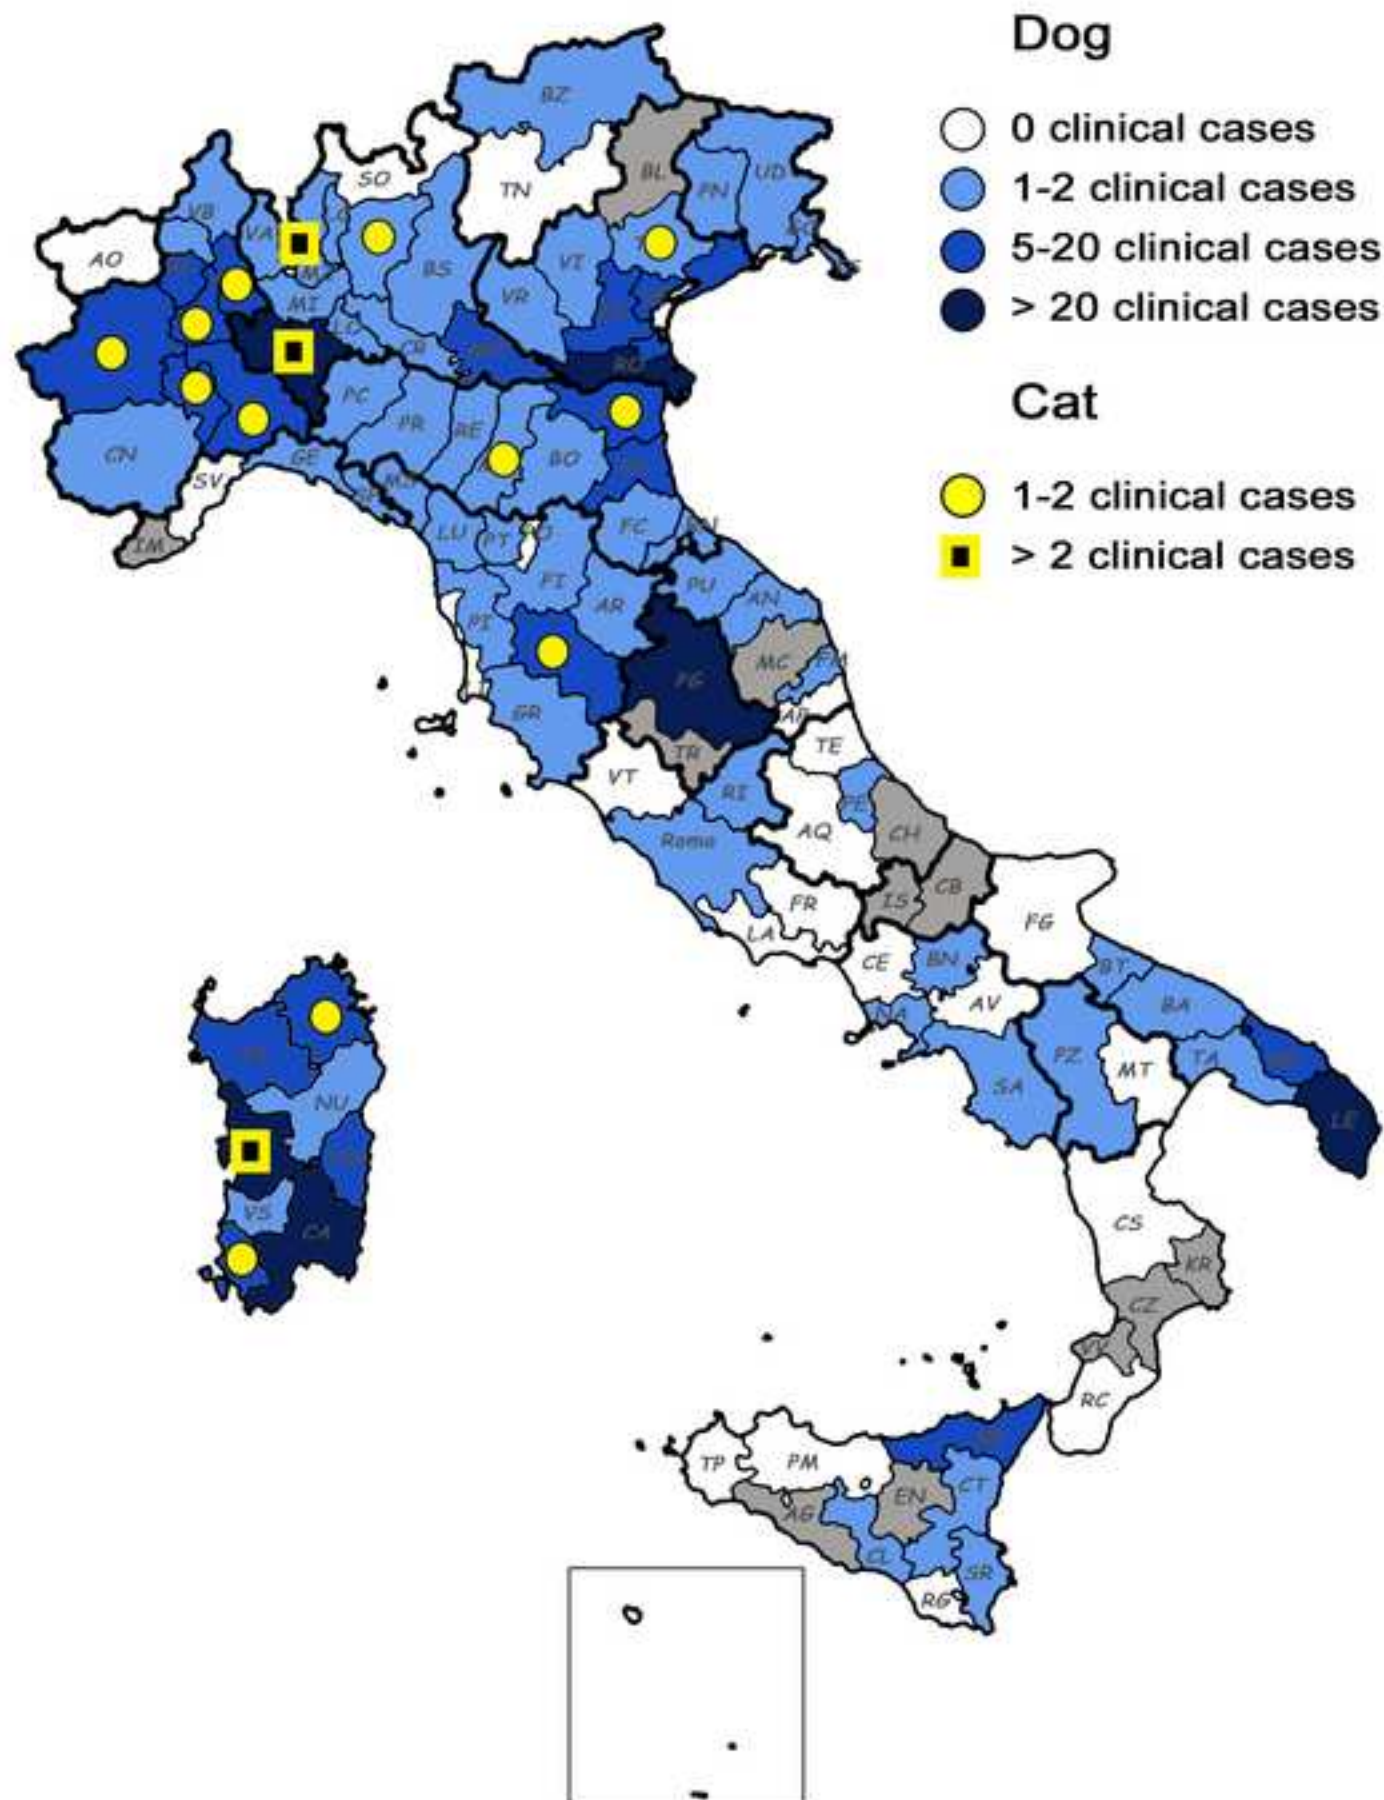 Dog
0 clinical cases
1-2 clinical cases
5-20 clinical cases
> 20 clinical cases
Cat
1-2 clinical cases
> 2 clinical cases
BZ
SO
TN
BL
PN
UD
VB
VA
AO
BS
VI
VR
MI
CR
RO
PC
PR
RE
BO
CN
GE
SV
IM
LU
PT
FC
FI
PU
AN
AR
PI
MC
FM
PG
GR
AP
TR
TE
VT
RI
PE
AQ
CH
Roma
IS
CB
FR
LA
FG
CE
BN
BT
AV
NA
BA
PZ
MT
TA
SA
LE
NU
VS
CA
CS
KR
CZ
VV
RC
TP
PM
CT
EN
AG
CL
SR
RG